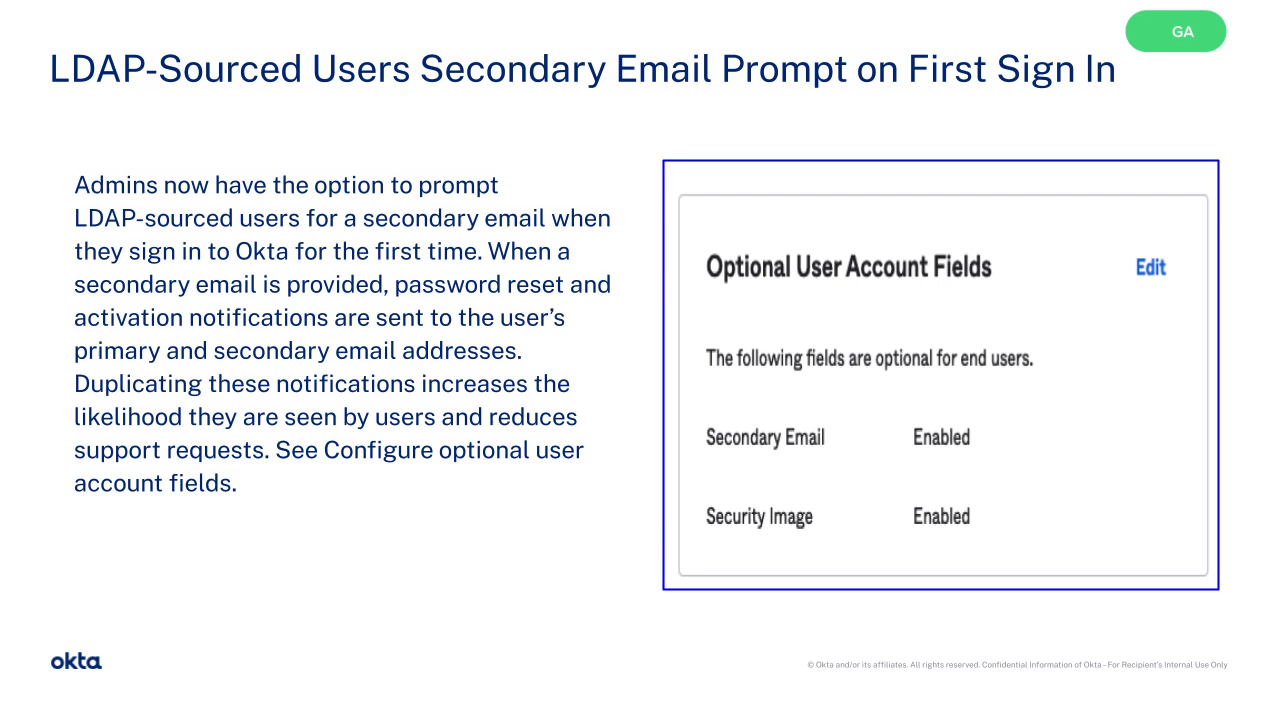 GA
LDAP-Sourced Users Secondary Email Prompt on First Sign In
Admins now have the option to prompt
LDAP-sourced users for a secondary email when
they sign in to Okta for the first time. When a
secondary email is provided, password reset and
activation notifications are sent to the user’s
primary and secondary email addresses.
Duplicating these notifications increases the
likelihood they are seen by users and reduces
support requests. See Configure optional user
account fields.
Optional User Account Fields Edit
The following fields are optional for end users.
Secondary Email Enabled
Security Image Enabled
okta
© Okta and/or its affiliates. All rights reserved. Confidential Information of Okta – For Recipient’s Internal Use Only